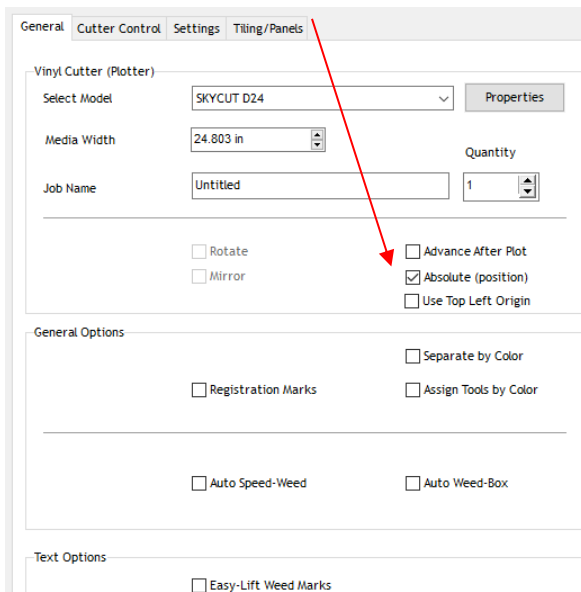 General Cutter Control Settings Tiling/Panels
Vinyl Cutter (Plotter)
Select Model SKYCUT D24 Properties
Media Width 24.803 in
Quantity
Job Name Untitled 1
Rotate Advance After Plot
Mirror Absolute (position)
Use Top Left Origin
General Options
Separate by Color
Registration Marks Assign Tools by Color
Auto Speed-Weed Auto Weed-Box
Text Options
Easy-Lift Weed Marks